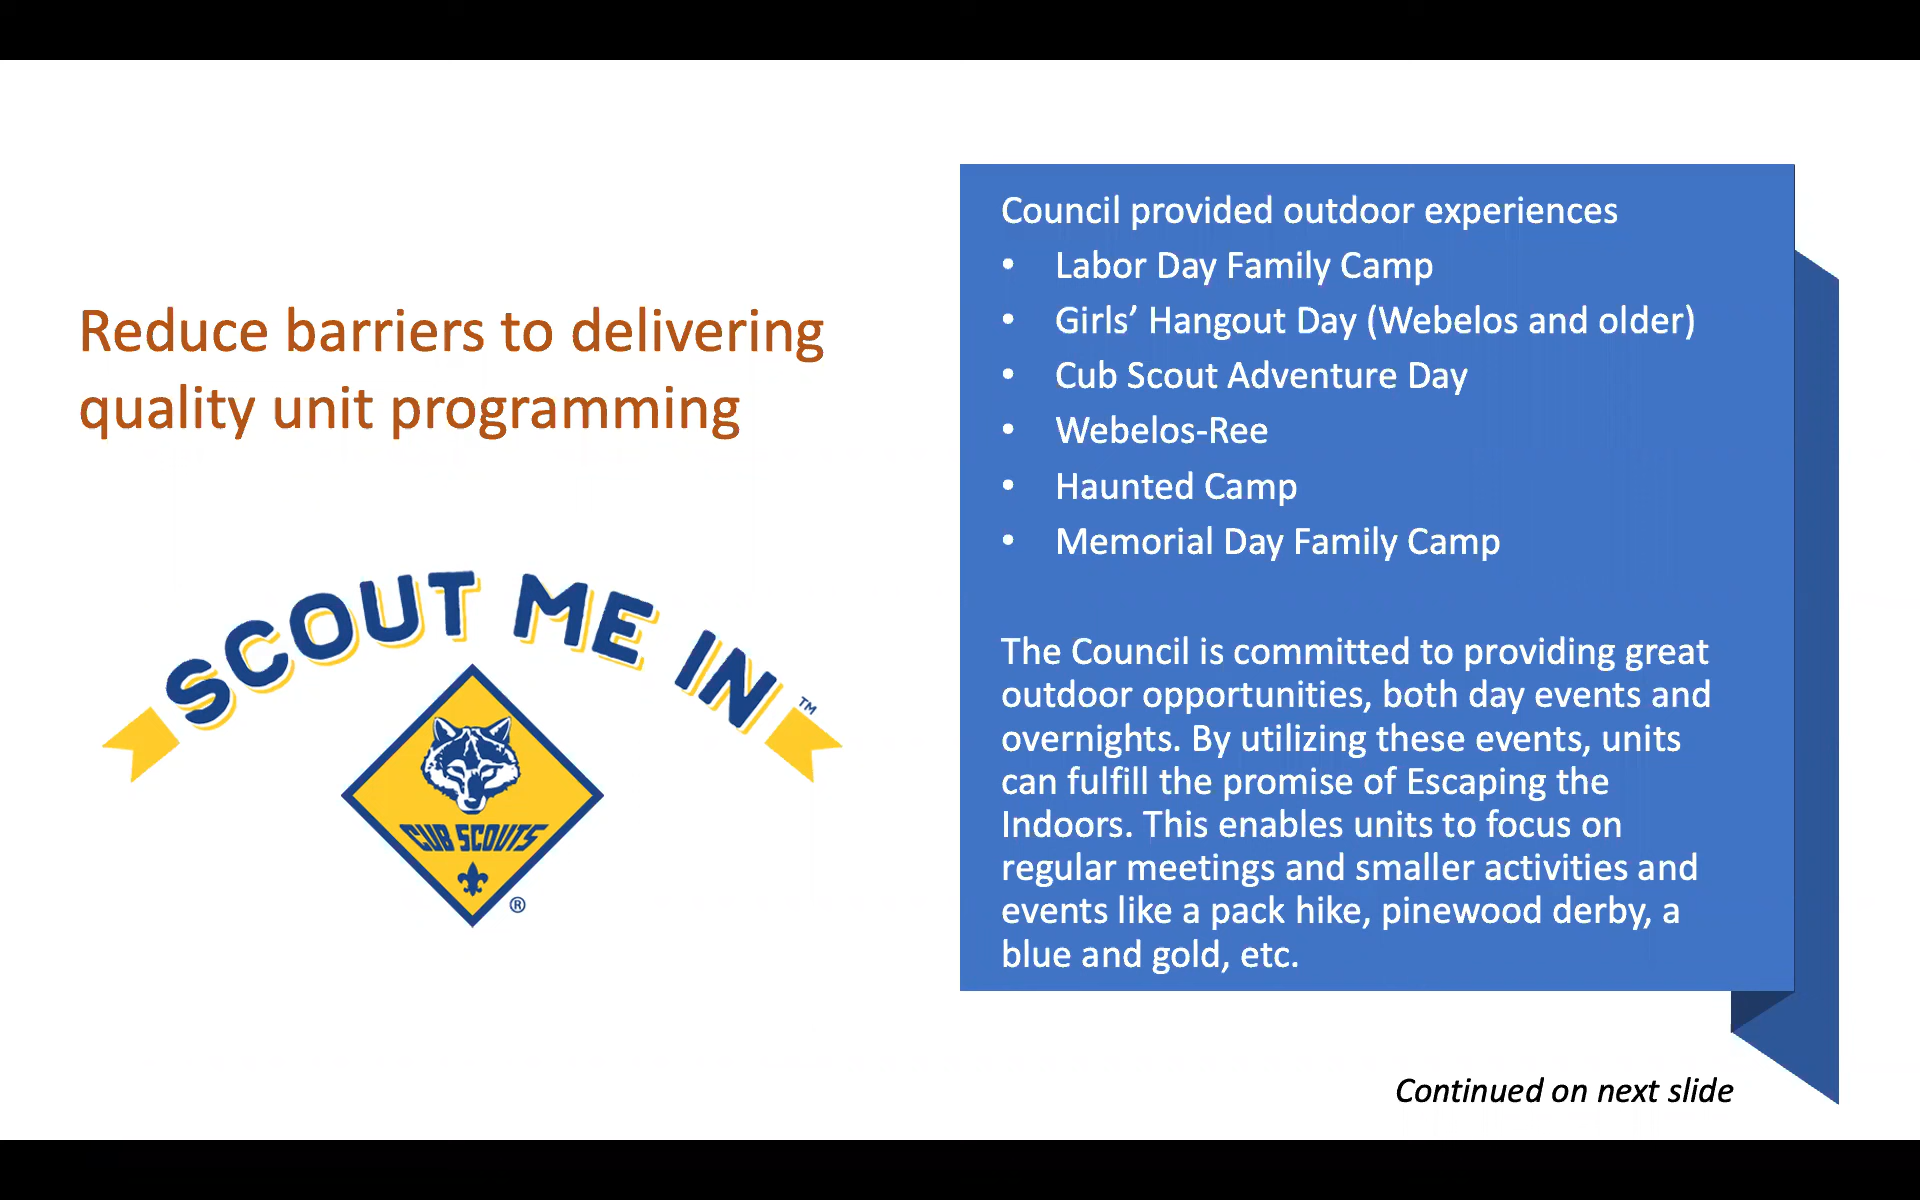 Reduce barriers to delivering
quality unit programming
SCOUT ME IN™
CUB SCOUTS
®
Council provided outdoor experiences
• Labor Day Family Camp
• Girls’ Hangout Day (Webelos and older)
• Cub Scout Adventure Day
• Webelos-Ree
• Haunted Camp
• Memorial Day Family Camp
The Council is committed to providing great
outdoor opportunities, both day events and
overnights. By utilizing these events, units
can fulfill the promise of Escaping the
Indoors. This enables units to focus on
regular meetings and smaller activities and
events like a pack hike, pinewood derby, a
blue and gold, etc.
Continued on next slide